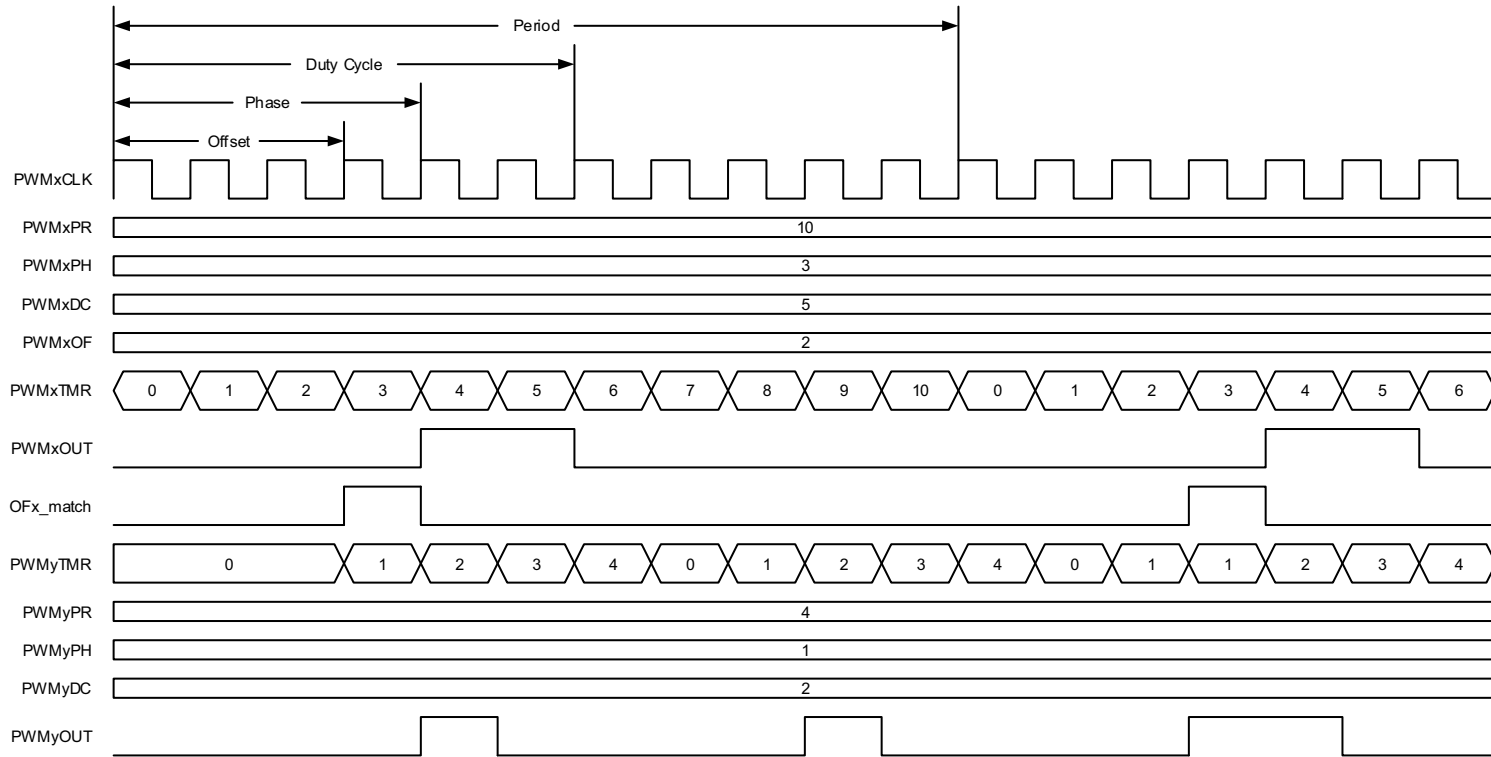 Period
Duty Cycle
Phase
Offset
PWMxCLK
PWMxPR 10
PWMxPH 3
PWMxDC 5
PWMxOF 2
PWMxTMR 0 1 2 3 4 5 6 7 8 9 10 0 1 2 3 4 5 6
PWMxOUT
OFx_match
PWMyTMR 0 1 2 3 4 0 1 2 3 4 0 1 1 2 3 4
PWMyPR 4
PWMyPH 1
PWMyDC 2
PWMyOUT